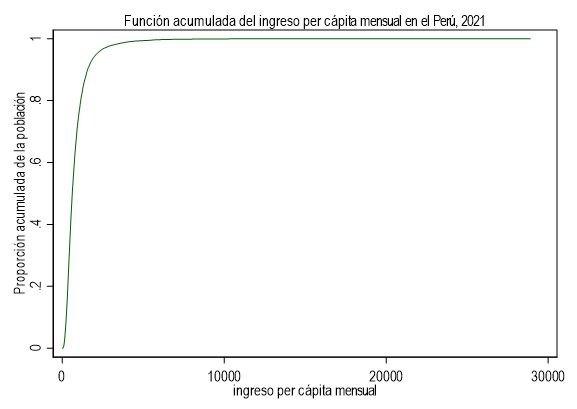 Función acumulada del ingreso per cápita mensual en el Perú, 2021
Proporción acumulada de la población
1
.8
.6
.4
.2
0
0 10000 20000 30000
ingreso per cápita mensual